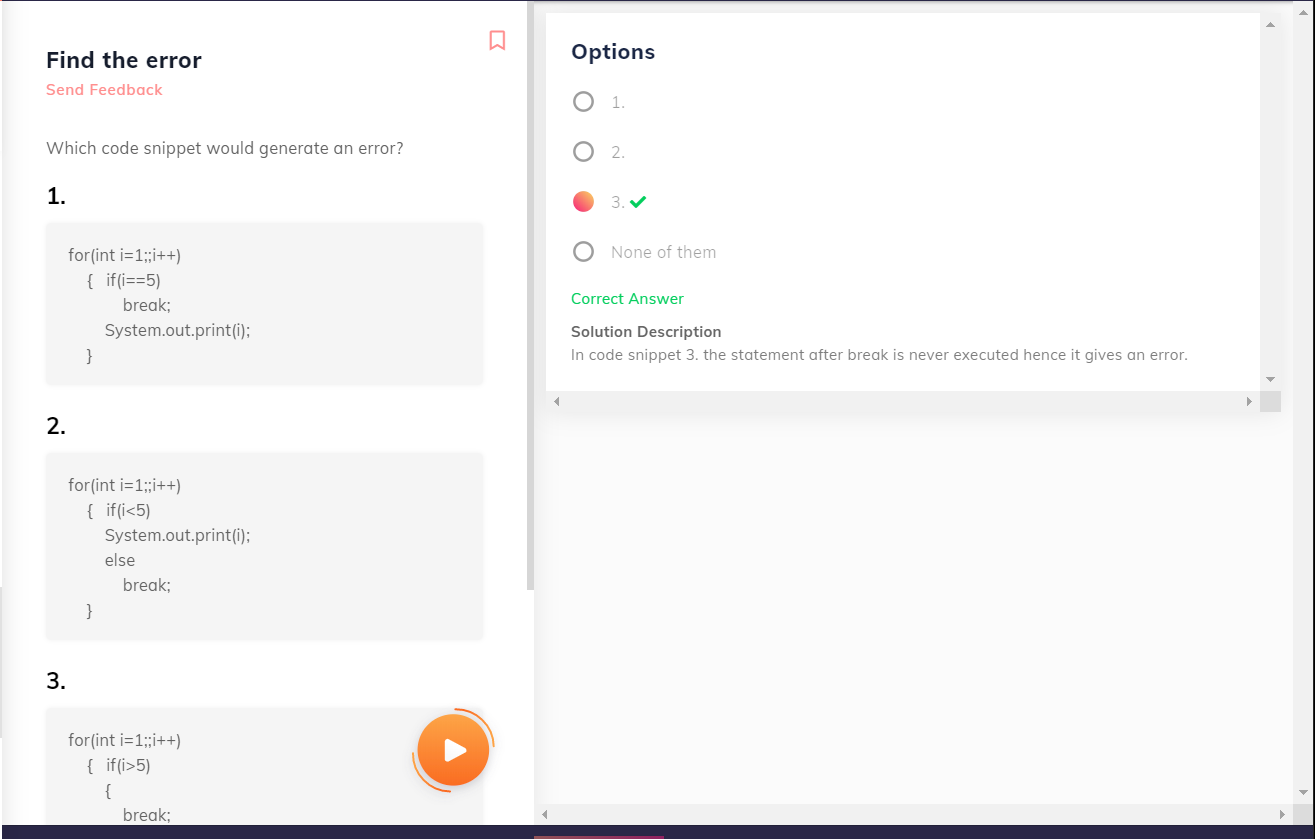 Find the error
Send Feedback
Which code snippet would generate an error?
1.
for(int i=1;;i++)
{ if(i==5)
break;
System.out.print(i);
}
2.
for(int i=1;;i++)
{ if(i<5)
System.out.print(i);
else
break;
}
3.
for(int i=1;;i++)
{ if(i>5)
{
break;
Options
1.
2.
3.
None of them
Correct Answer
Solution Description
In code snippet 3. the statement after break is never executed hence it gives an error.